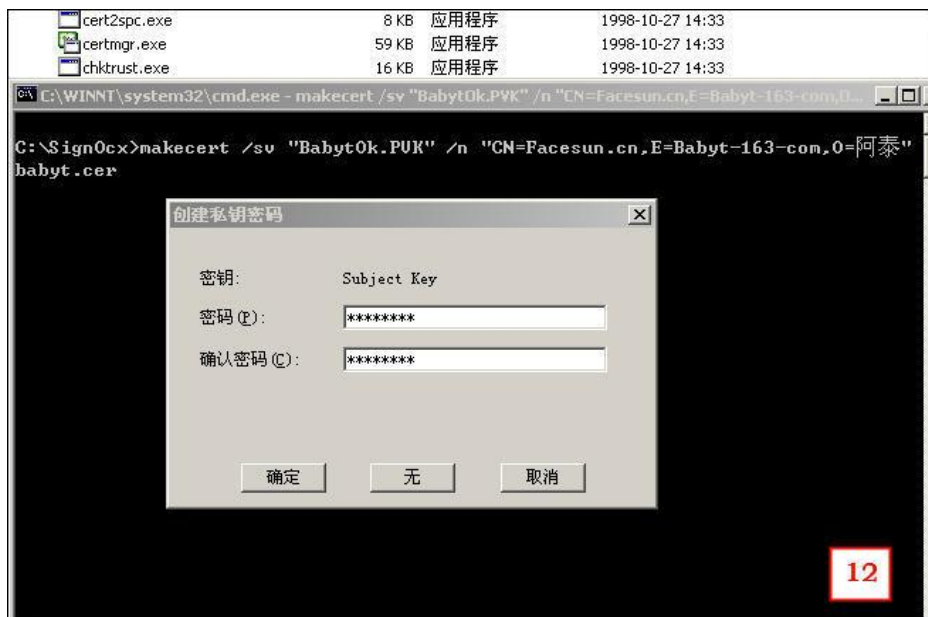 cert2spc.exe 8 KB 应用程序 1998-10-27 14:33
certmgr.exe 59 KB 应用程序 1998-10-27 14:33
chktrust.exe 16 KB 应用程序 1998-10-27 14:33
C:\WINNT\system32\cmd.exe - makecert /sv "BabytOk.PVK" /n "CN=Facesun.cn,E=Babyt-163-com,O...
C:\SignOcx>makecert /sv "BabytOk.PVK" /n "CN=Facesun.cn,E=Babyt-163-com,O=阿泰"
babyt.cer
创建私钥密码
密钥: Subject Key
密码(P): ********
确认密码(C): ********
确定 无 取消
12